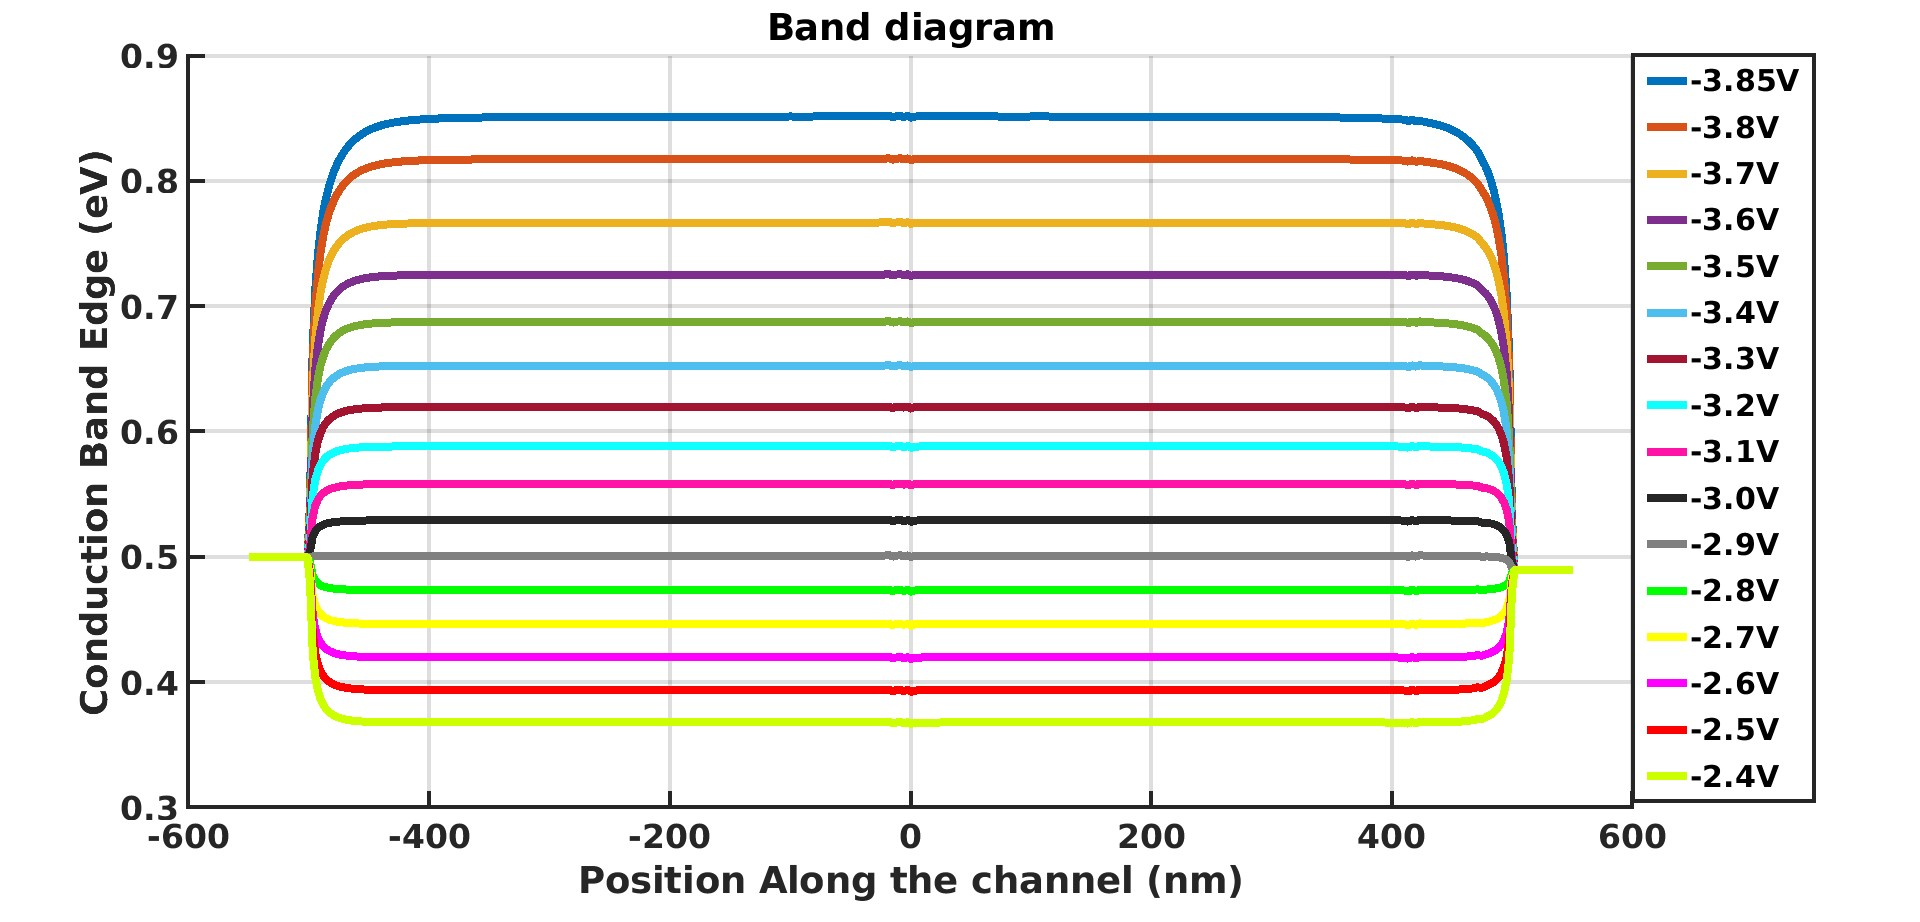 Band diagram
Conduction Band Edge (eV)
0.9
0.8
0.7
0.6
0.5
0.4
0.3
-600
-400
-200
0
200
400
600
Position Along the channel (nm)
-3.85V
-3.8V
-3.7V
-3.6V
-3.5V
-3.4V
-3.3V
-3.2V
-3.1V
-3.0V
-2.9V
-2.8V
-2.7V
-2.6V
-2.5V
-2.4V